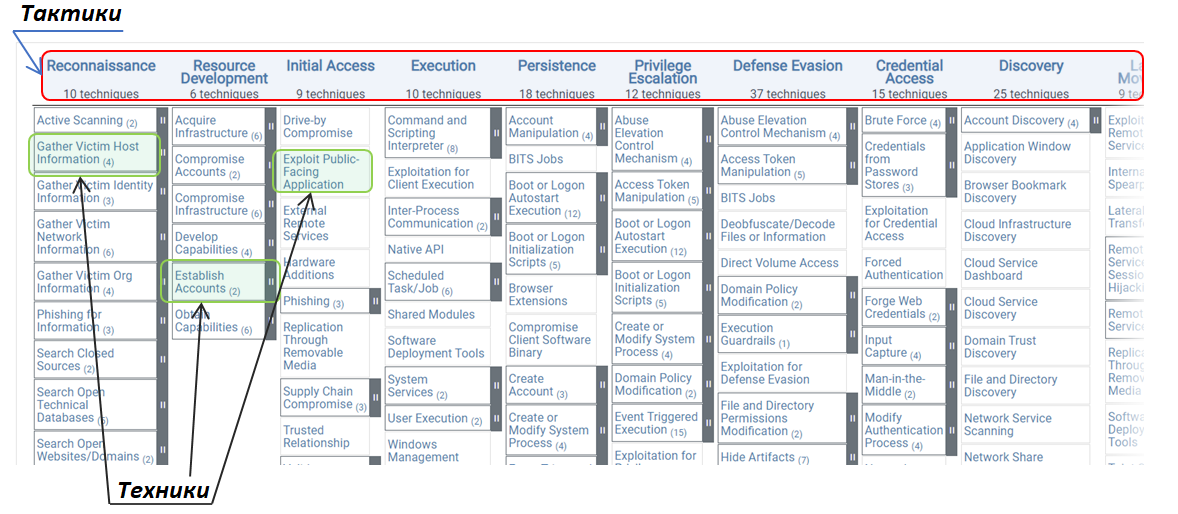 Тактики
Reconnaissance
10 techniques
Active Scanning (2)
Gather Victim Host
Information (4)
Gather Victim Identity
Information (3)
Gather Victim
Network
Information (6)
Gather Victim Org
Information (4)
Phishing for
Information (3)
Search Closed
Sources (2)
Search Open
Technical
Databases (5)
Search Open
Websites/Domains (2)
Resource
Development
6 techniques
Acquire
Infrastructure (6)
Compromise
Accounts (2)
Compromise
Infrastructure (6)
Develop
Capabilities (4)
Establish
Accounts (2)
Obtain
Capabilities (6)
Initial Access
9 techniques
Drive-by
Compromise
Exploit Public-
Facing
Application
External
Remote
Services
Hardware
Additions
Phishing (3)
Replication
Through
Removable
Media
Supply Chain
Compromise (3)
Trusted
Relationship
Execution
10 techniques
Command and
Scripting
Interpreter (8)
Exploitation for
Client Execution
Inter-Process
Communication (2)
Native API
Scheduled
Task/Job (6)
Shared Modules
Software
Deployment Tools
System
Services (2)
User Execution (2)
Windows
Management
Persistence
18 techniques
Account
Manipulation (4)
BITS Jobs
Boot or Logon
Autostart
Execution (12)
Boot or Logon
Initialization
Scripts (5)
Browser
Extensions
Compromise
Client Software
Binary
Create
Account (3)
Create or
Modify System
Process (4)
Privilege
Escalation
12 techniques
Abuse
Elevation
Control
Mechanism (4)
Access Token
Manipulation (5)
Boot or Logon
Autostart
Execution (12)
Boot or Logon
Initialization
Scripts (5)
Create or
Modify System
Process (4)
Domain Policy
Modification (2)
Event Triggered
Execution (15)
Exploitation for
Defense Evasion
37 techniques
Abuse Elevation
Control Mechanism (4)
Access Token
Manipulation (5)
BITS Jobs
Deobfuscate/Decode
Files or Information
Direct Volume Access
Domain Policy
Modification (2)
Execution
Guardrails (1)
Exploitation for
Defense Evasion
File and Directory
Permissions
Modification (2)
Hide Artifacts (7)
Credential
Access
15 techniques
Brute Force (4)
Credentials
from
Password
Stores (3)
Exploitation
for Credential
Access
Forced
Authentication
Forge Web
Credentials (2)
Input
Capture (4)
Man-in-the-
Middle (2)
Modify
Authentication
Process (4)
Discovery
25 techniques
Account Discovery (4)
Application Window
Discovery
Browser Bookmark
Discovery
Cloud Infrastructure
Discovery
Cloud Service
Dashboard
Cloud Service
Discovery
Domain Trust
Discovery
File and Directory
Discovery
Network Service
Scanning
Network Share
Техники